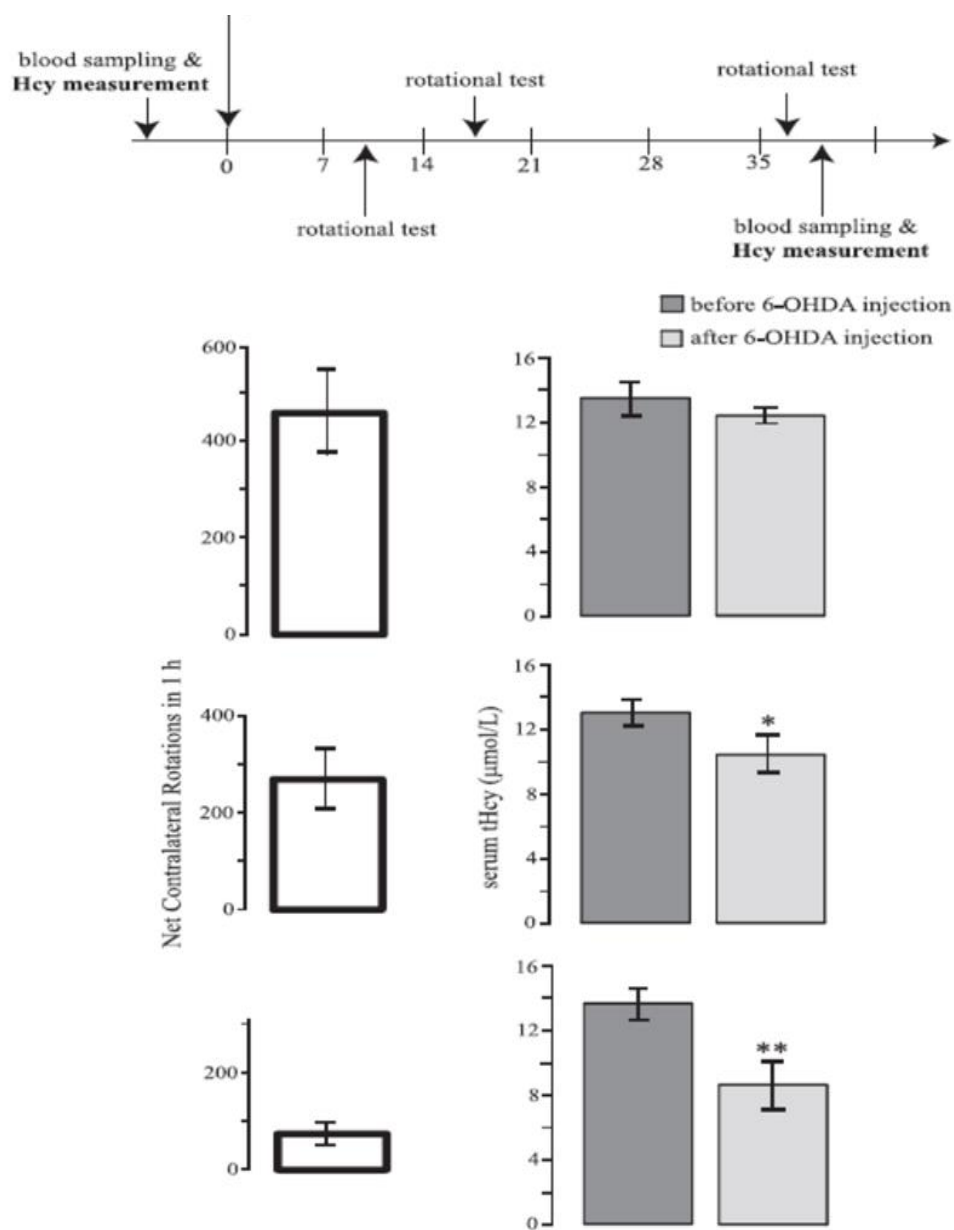 blood sampling &
Hcy measurement
rotational test
rotational test
0 7 14 21 28 35
rotational test
blood sampling &
Hcy measurement
before 6-OHDA injection
after 6-OHDA injection
600
400
200
0
16
12
8
4
0
Net Contralateral Rotations in 1 h
400
200
0
serum tHcy (μmol/L)
16
12
8
4
0
*
200
0
16
12
8
4
0
**